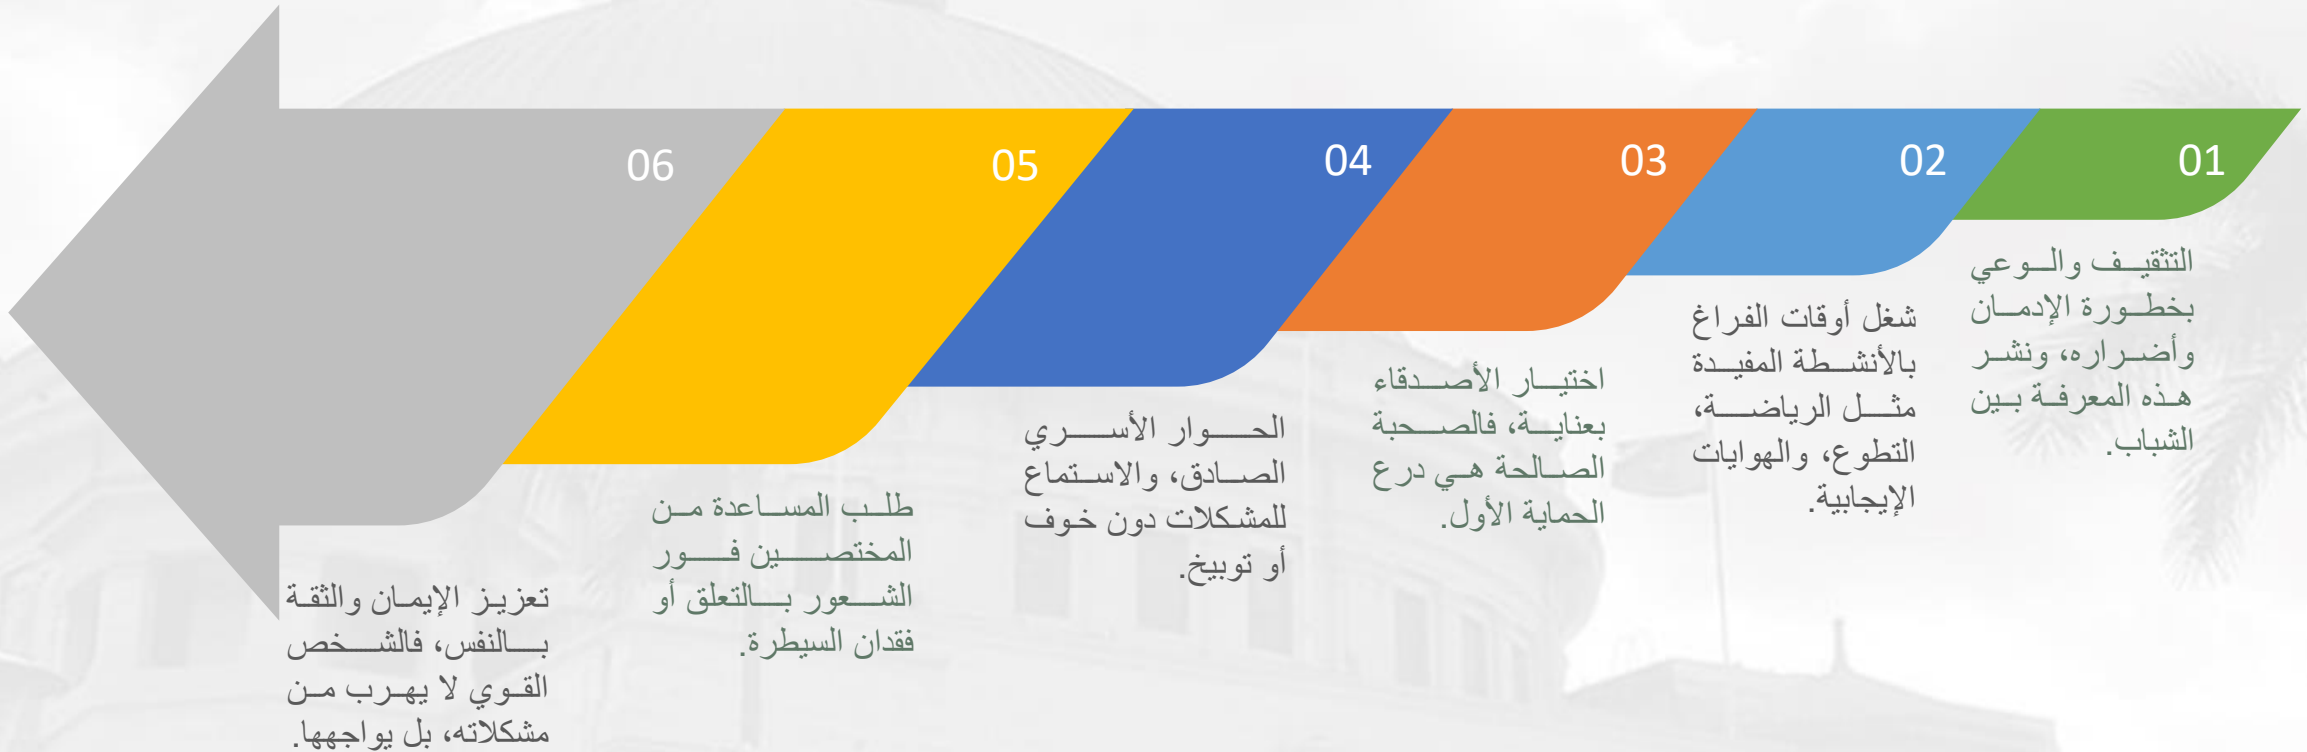 01
التثقيف والوعي
بخطورة الإدمان
وأضراره، ونشر
هذه المعرفة بين
الشباب.
02
شغل أوقات الفراغ
بالأنشطة المفيدة
مثل الرياضة،
التطوع، والهوايات
الإيجابية.
03
اختيار الأصدقاء
بعناية، فالصحبة
الصالحة هي درع
الحماية الأول.
04
الحوار الأسري
الصادق، والاستماع
للمشكلات دون خوف
أو توبيخ.
05
طلب المساعدة من
المختصين فور
الشعور بالتعلق أو
فقدان السيطرة.
06
تعزيز الإيمان والثقة
بالنفس، فالشخص
القوي لا يهرب من
مشكلاته، بل يواجهها.